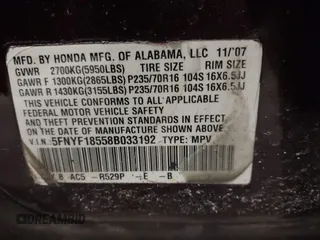 MFD. BY HONDA MFG. OF ALABAMA, LLC 11/07
GVWR 2700KG(5950LBS) TIRE SIZE RIM SIZE
GAWR F 1300KG(2865LBS) P235/70R16 104S 16X6.5JJ
GAWR R 1430KG(3155LBS) P235/70R16 104S 16X6.5JJ
THIS VEHICLE CONFORMS TO ALL APPLICABLE
FEDERAL MOTOR VEHICLE SAFETY
AND THEFT PREVENTION STANDARDS IN EFFECT ON
THE DATE OF MANUFACTURE SHOWN ABOVE.
V.I.N.: 5FNYF18558B033192 TYPE: MPV
AC5 - R529P -E -B
© DREAMBID